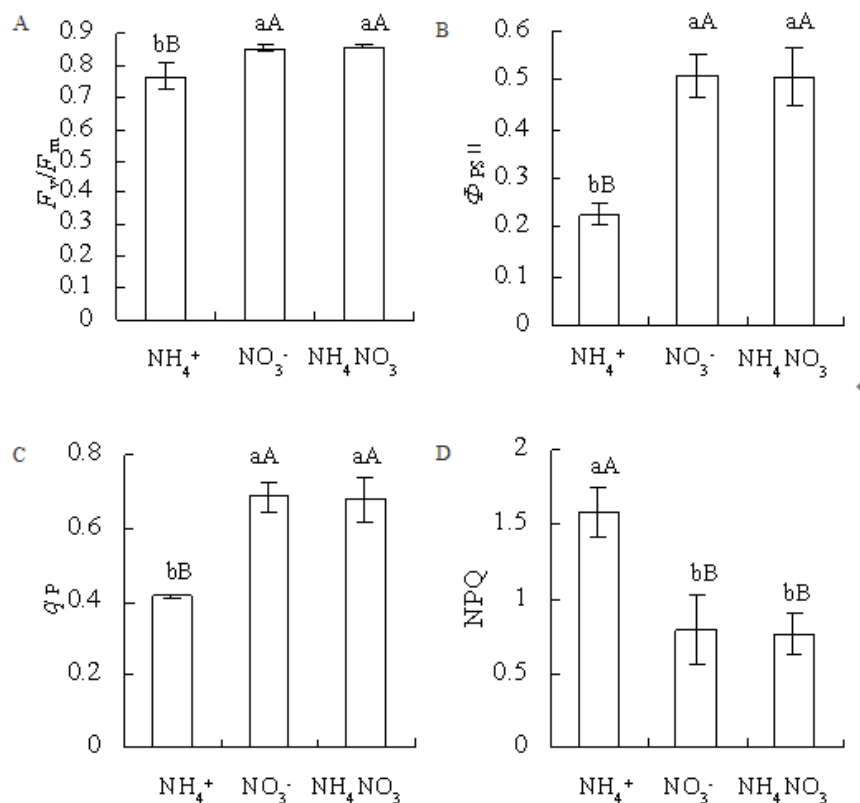 A
0.9
0.8
0.7
0.6
0.5
0.4
0.3
0.2
0.1
0
Fv/Fm
bB
aA
aA
NH₄⁺
NO₃⁻
NH₄NO₃
B
0.6
0.5
0.4
0.3
0.2
0.1
0
Φ PS II
bB
aA
aA
NH₄⁺
NO₃⁻
NH₄NO₃
C
0.8
0.6
0.4
0.2
0
qP
bB
aA
aA
NH₄⁺
NO₃⁻
NH₄NO₃
D
2
1.5
1
0.5
0
NPQ
aA
bB
bB
NH₄⁺
NO₃⁻
NH₄NO₃